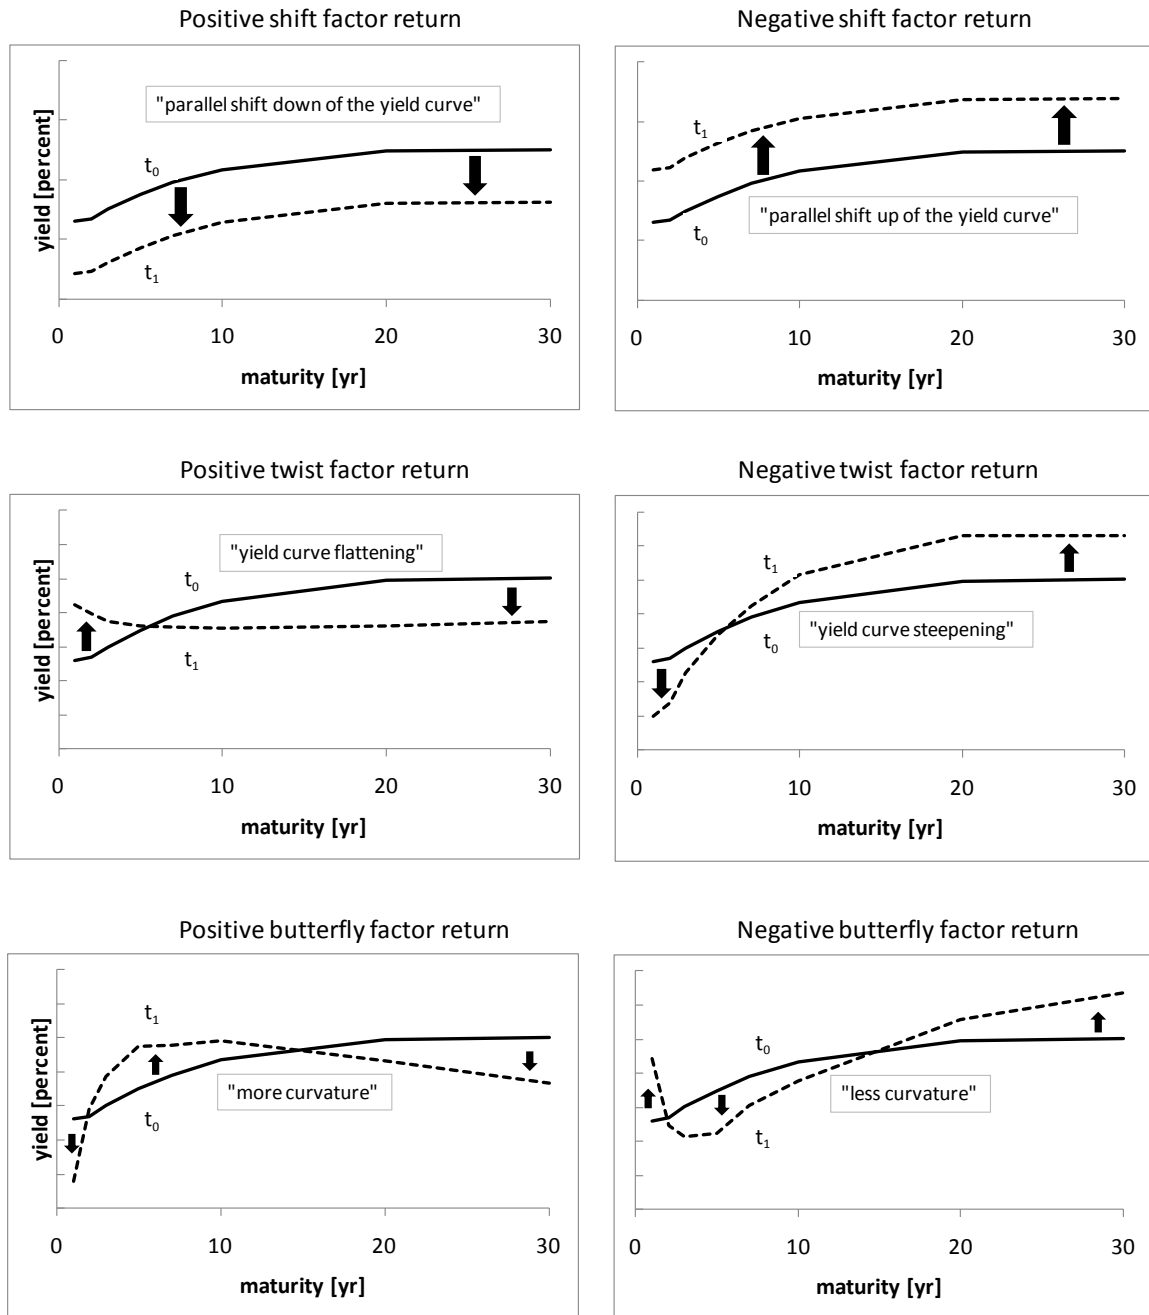 Positive shift factor return
Negative shift factor return
"parallel shift down of the yield curve"
t0
t1
yield [percent]
0 10 20 30
maturity [yr]
t1
"parallel shift up of the yield curve"
t0
0 10 20 30
maturity [yr]
Positive twist factor return
Negative twist factor return
"yield curve flattening"
t0
t1
yield [percent]
0 10 20 30
maturity [yr]
t1
"yield curve steepening"
t0
0 10 20 30
maturity [yr]
Positive butterfly factor return
Negative butterfly factor return
t1
"more curvature"
t0
yield [percent]
0 10 20 30
maturity [yr]
t0
"less curvature"
t1
0 10 20 30
maturity [yr]